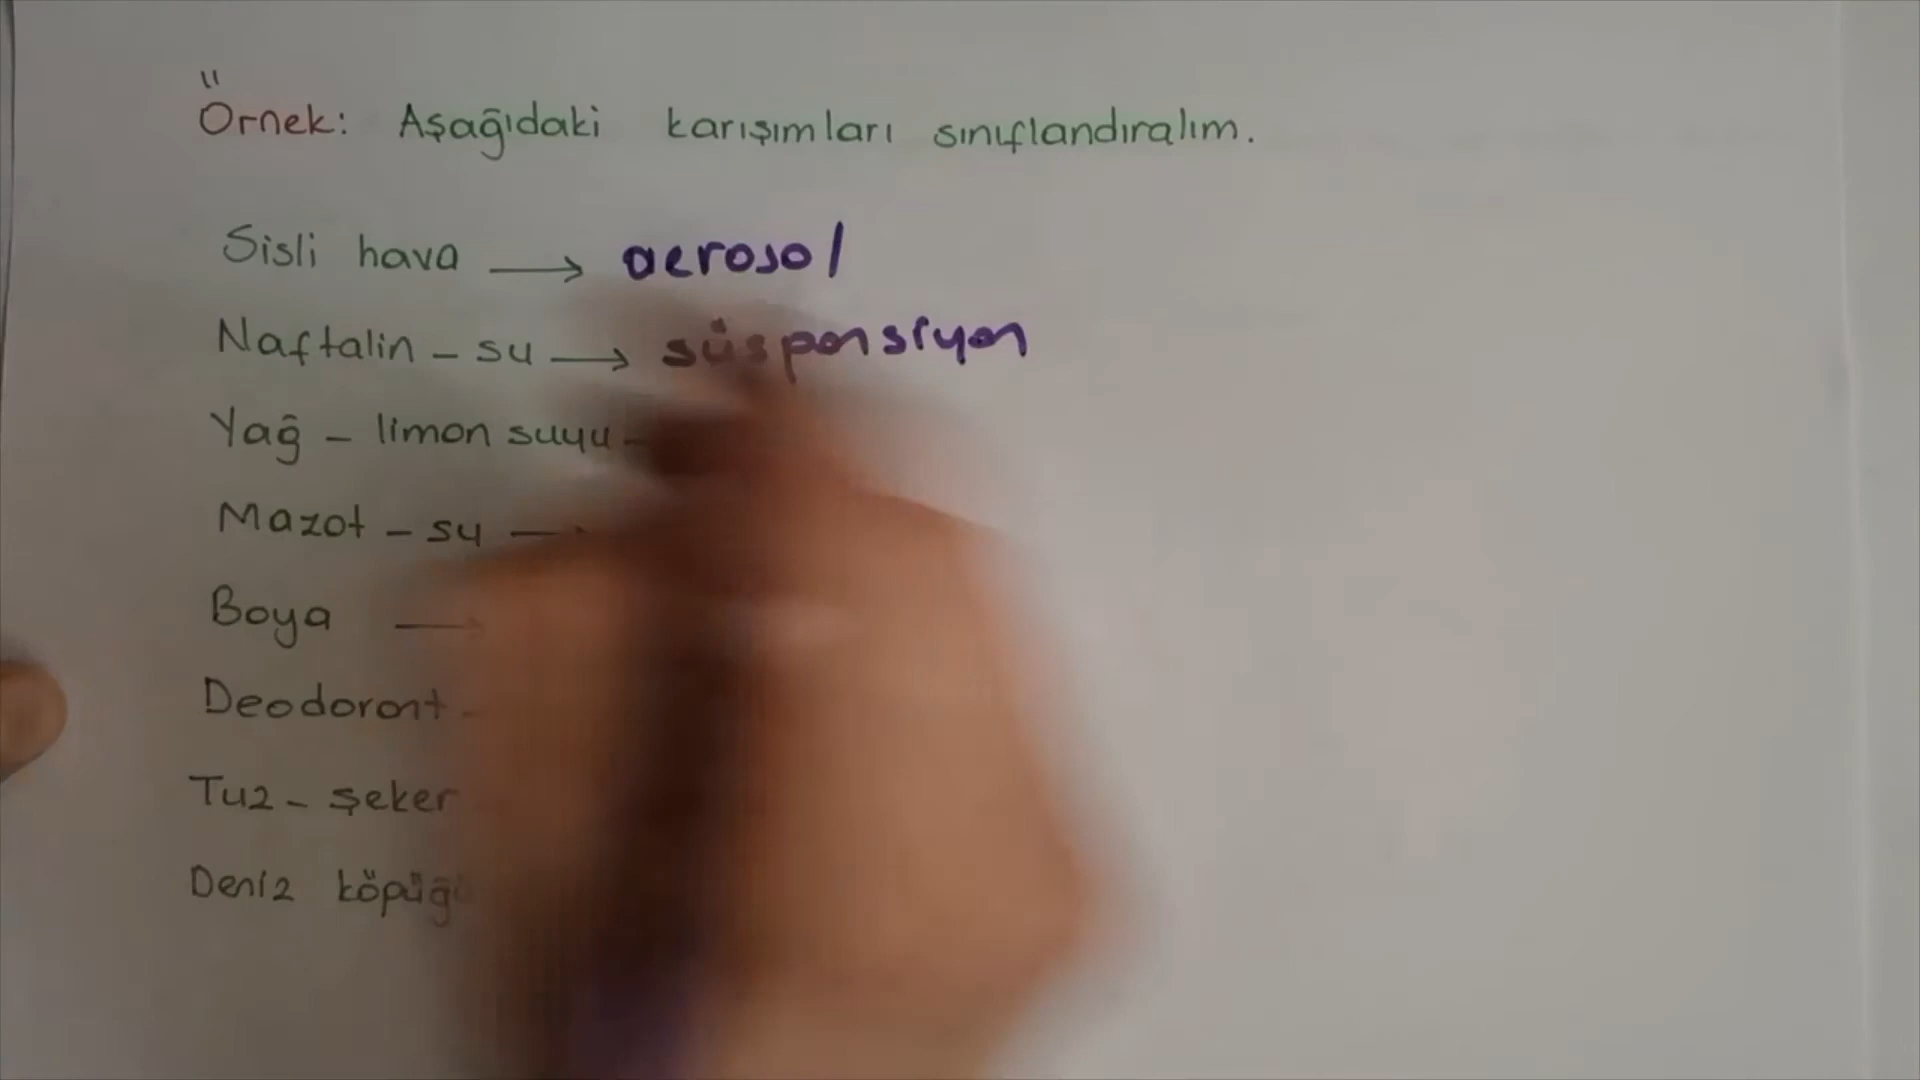 Örnek: Aşağıdaki karışımları sınıflandıralım.
Sisli hava → aerosol
Naftalin - su → süspansiyon
Yağ - limon suyu -
Mazot - su →
Boya →
Deodorant -
Tuz - şeker
Deniz köpüğü